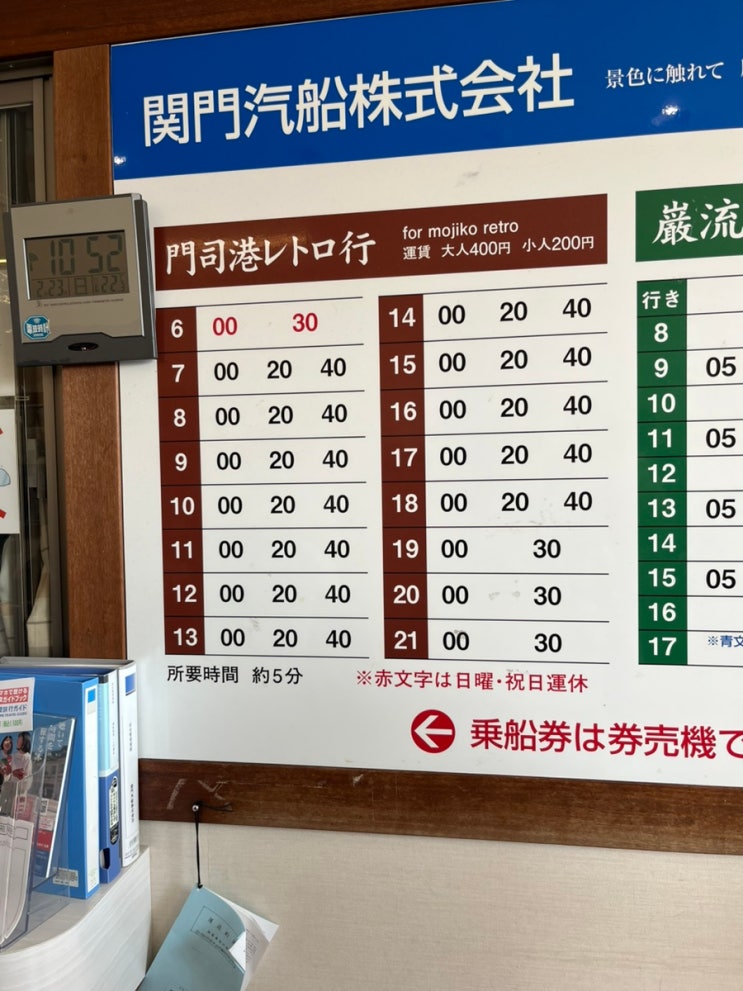 関門汽船株式会社
景色に触れて
門司港レトロ行
for mojiko retro
運賃 大人400円 小人200円
6 00 30
7 00 20 40
8 00 20 40
9 00 20 40
10 00 20 40
11 00 20 40
12 00 20 40
13 00 20 40
14 00 20 40
15 00 20 40
16 00 20 40
17 00 20 40
18 00 20 40
19 00 30
20 00 30
21 00 30
所要時間 約5分
※赤文字は日曜・祝日運休
乗船券は券売機で
巌流
行き
8
9 05
10
11 05
12
13 05
14
15 05
16
17 ※青文
10 52
2.23 日 22.5